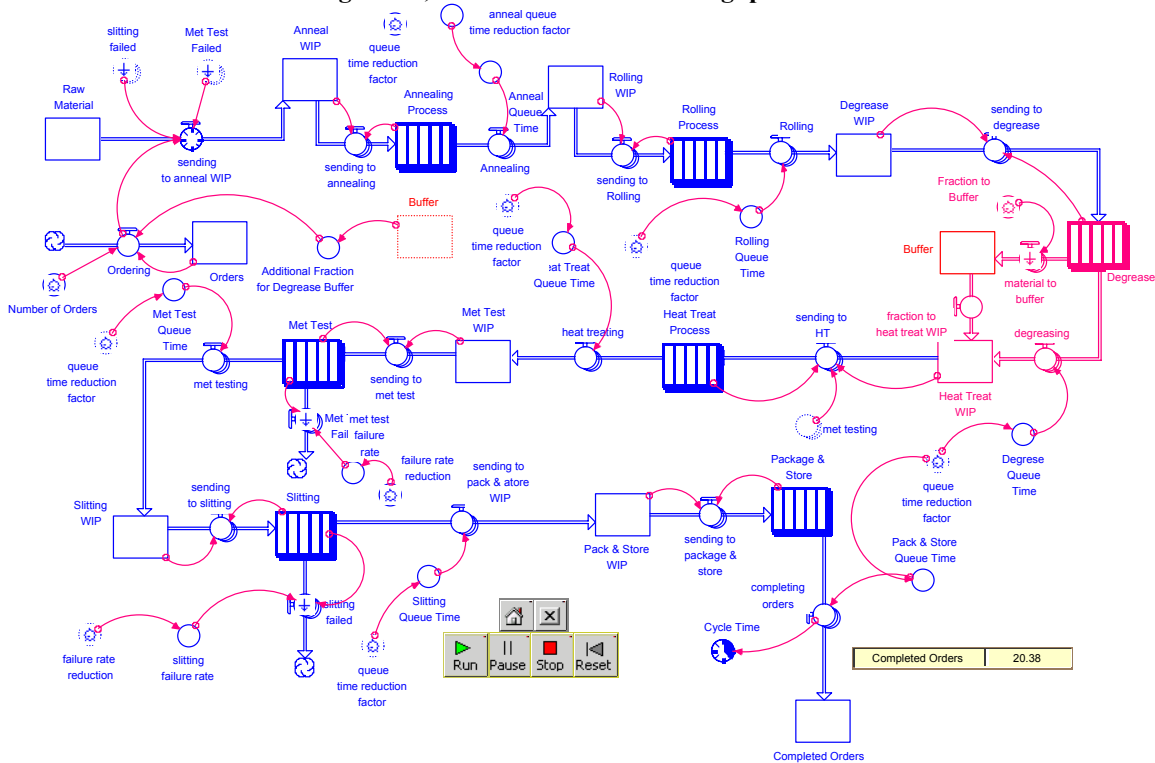 slitting
failed
Met Test
Failed
Anneal
WIP
queue
time reduction
factor
anneal queue
time reduction factor
Raw
Material
Annealing
Process
Anneal
Queue
Time
Rolling
WIP
Rolling
Process
Rolling
Degrease
WIP
sending to
degrease
sending
to anneal WIP
sending to
annealing
Annealing
sending to
Rolling
Fraction to
Buffer
Buffer
queue
time reduction
factor
Rolling
Queue
Time
Buffer
Degrease
material to
buffer
Ordering
Orders
Additional Fraction
for Degrease Buffer
eat Treat
Queue Time
queue
time reduction
factor
Number of Orders
Met Test
Queue
Time
Met Test
Met Test
WIP
heat treating
Heat Treat
Process
sending to
HT
fraction to
heat treat WIP
degreasing
queue
time reduction
factor
met testing
sending to
met test
Heat Treat
WIP
Met
Fail
met test
failure
rate
failure rate
reduction
met testing
Degrese
Queue
Time
sending to
pack & atore
WIP
Package &
Store
queue
time reduction
factor
Slitting
WIP
sending
to slitting
Slitting
Pack & Store
WIP
sending to
package &
store
Pack & Store
Queue Time
slitting
failed
Slitting
Queue Time
completing
orders
Cycle Time
failure rate
reduction
slitting
failure rate
queue
time reduction
factor
Run Pause Stop Reset
Completed Orders 20.38
Completed Orders